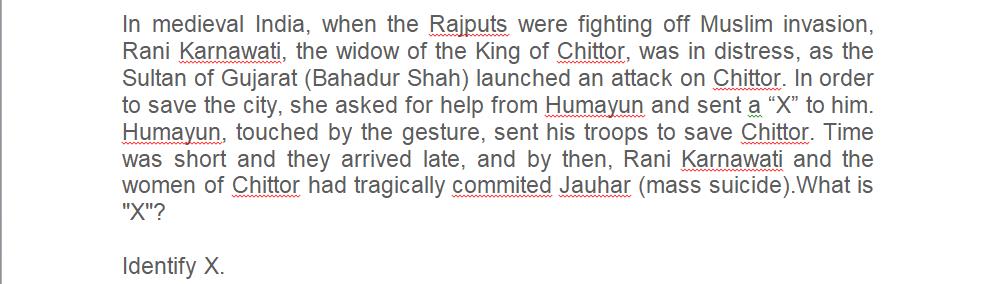 In medieval India, when the Rajputs were fighting off Muslim invasion,
Rani Karnawati, the widow of the King of Chittor, was in distress, as the
Sultan of Gujarat (Bahadur Shah) launched an attack on Chittor. In order
to save the city, she asked for help from Humayun and sent a “X” to him.
Humayun, touched by the gesture, sent his troops to save Chittor. Time
was short and they arrived late, and by then, Rani Karnawati and the
women of Chittor had tragically commited Jauhar (mass suicide).What is
"X"?
Identify X.